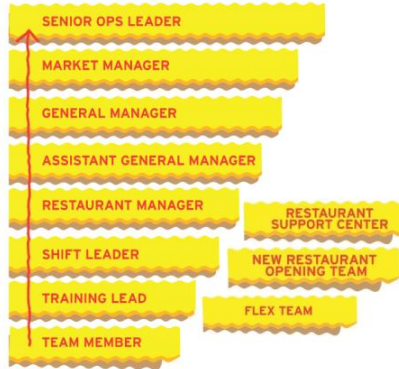 SENIOR OPS LEADER
MARKET MANAGER
GENERAL MANAGER
ASSISTANT GENERAL MANAGER
RESTAURANT MANAGER
RESTAURANT
SUPPORT CENTER
SHIFT LEADER
NEW RESTAURANT
OPENING TEAM
TRAINING LEAD
FLEX TEAM
TEAM MEMBER